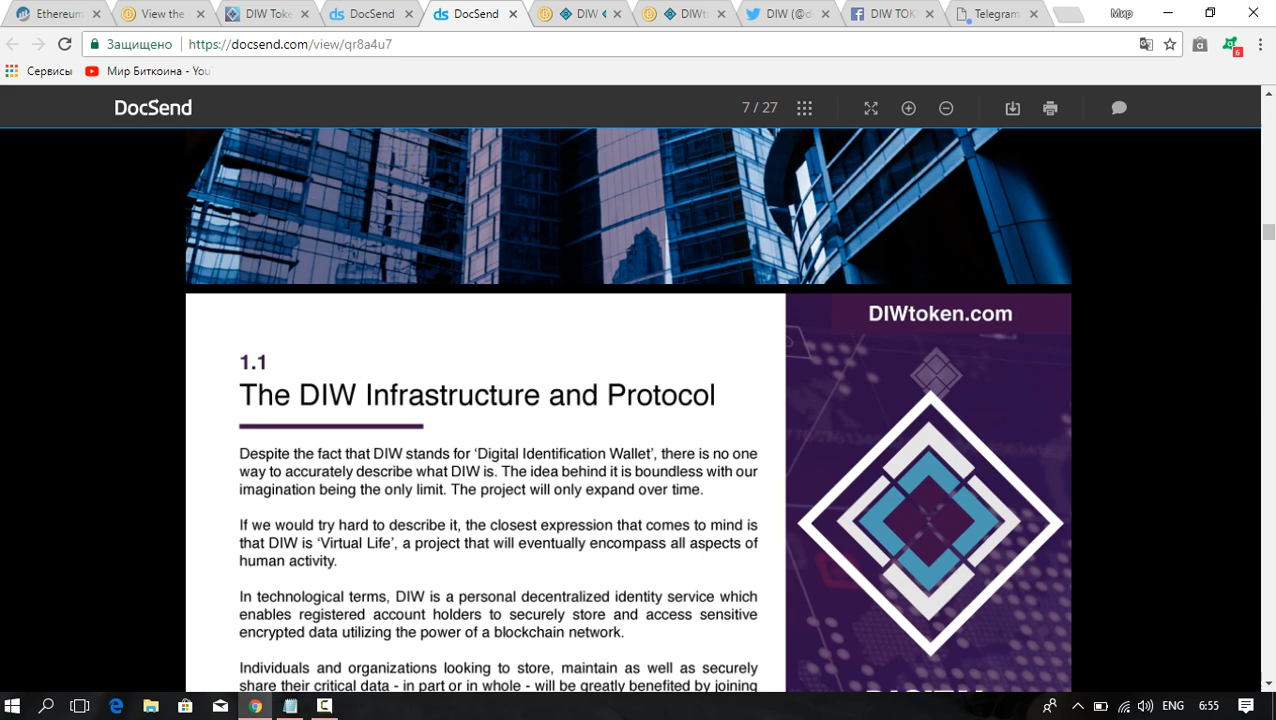 Ethereum
View the
DIW Toke
DocSend
DocSend
DIW
DIWt
DIW (@d
DIW TO
Telegram
Мир
Защищено
https://docsend.com/view/qr8a4u7
6
Сервисы
Мир Биткоина - You
DocSend
7 / 27
DIWtoken.com
1.1
The DIW Infrastructure and Protocol
Despite the fact that DIW stands for ‘Digital Identification Wallet’, there is no one
way to accurately describe what DIW is. The idea behind it is boundless with our
imagination being the only limit. The project will only expand over time.
If we would try hard to describe it, the closest expression that comes to mind is
that DIW is ‘Virtual Life’, a project that will eventually encompass all aspects of
human activity.
In technological terms, DIW is a personal decentralized identity service which
enables registered account holders to securely store and access sensitive
encrypted data utilizing the power of a blockchain network.
Individuals and organizations looking to store, maintain as well as securely
share their critical data - in part or in whole - will be greatly benefited by joining
ENG
6:55